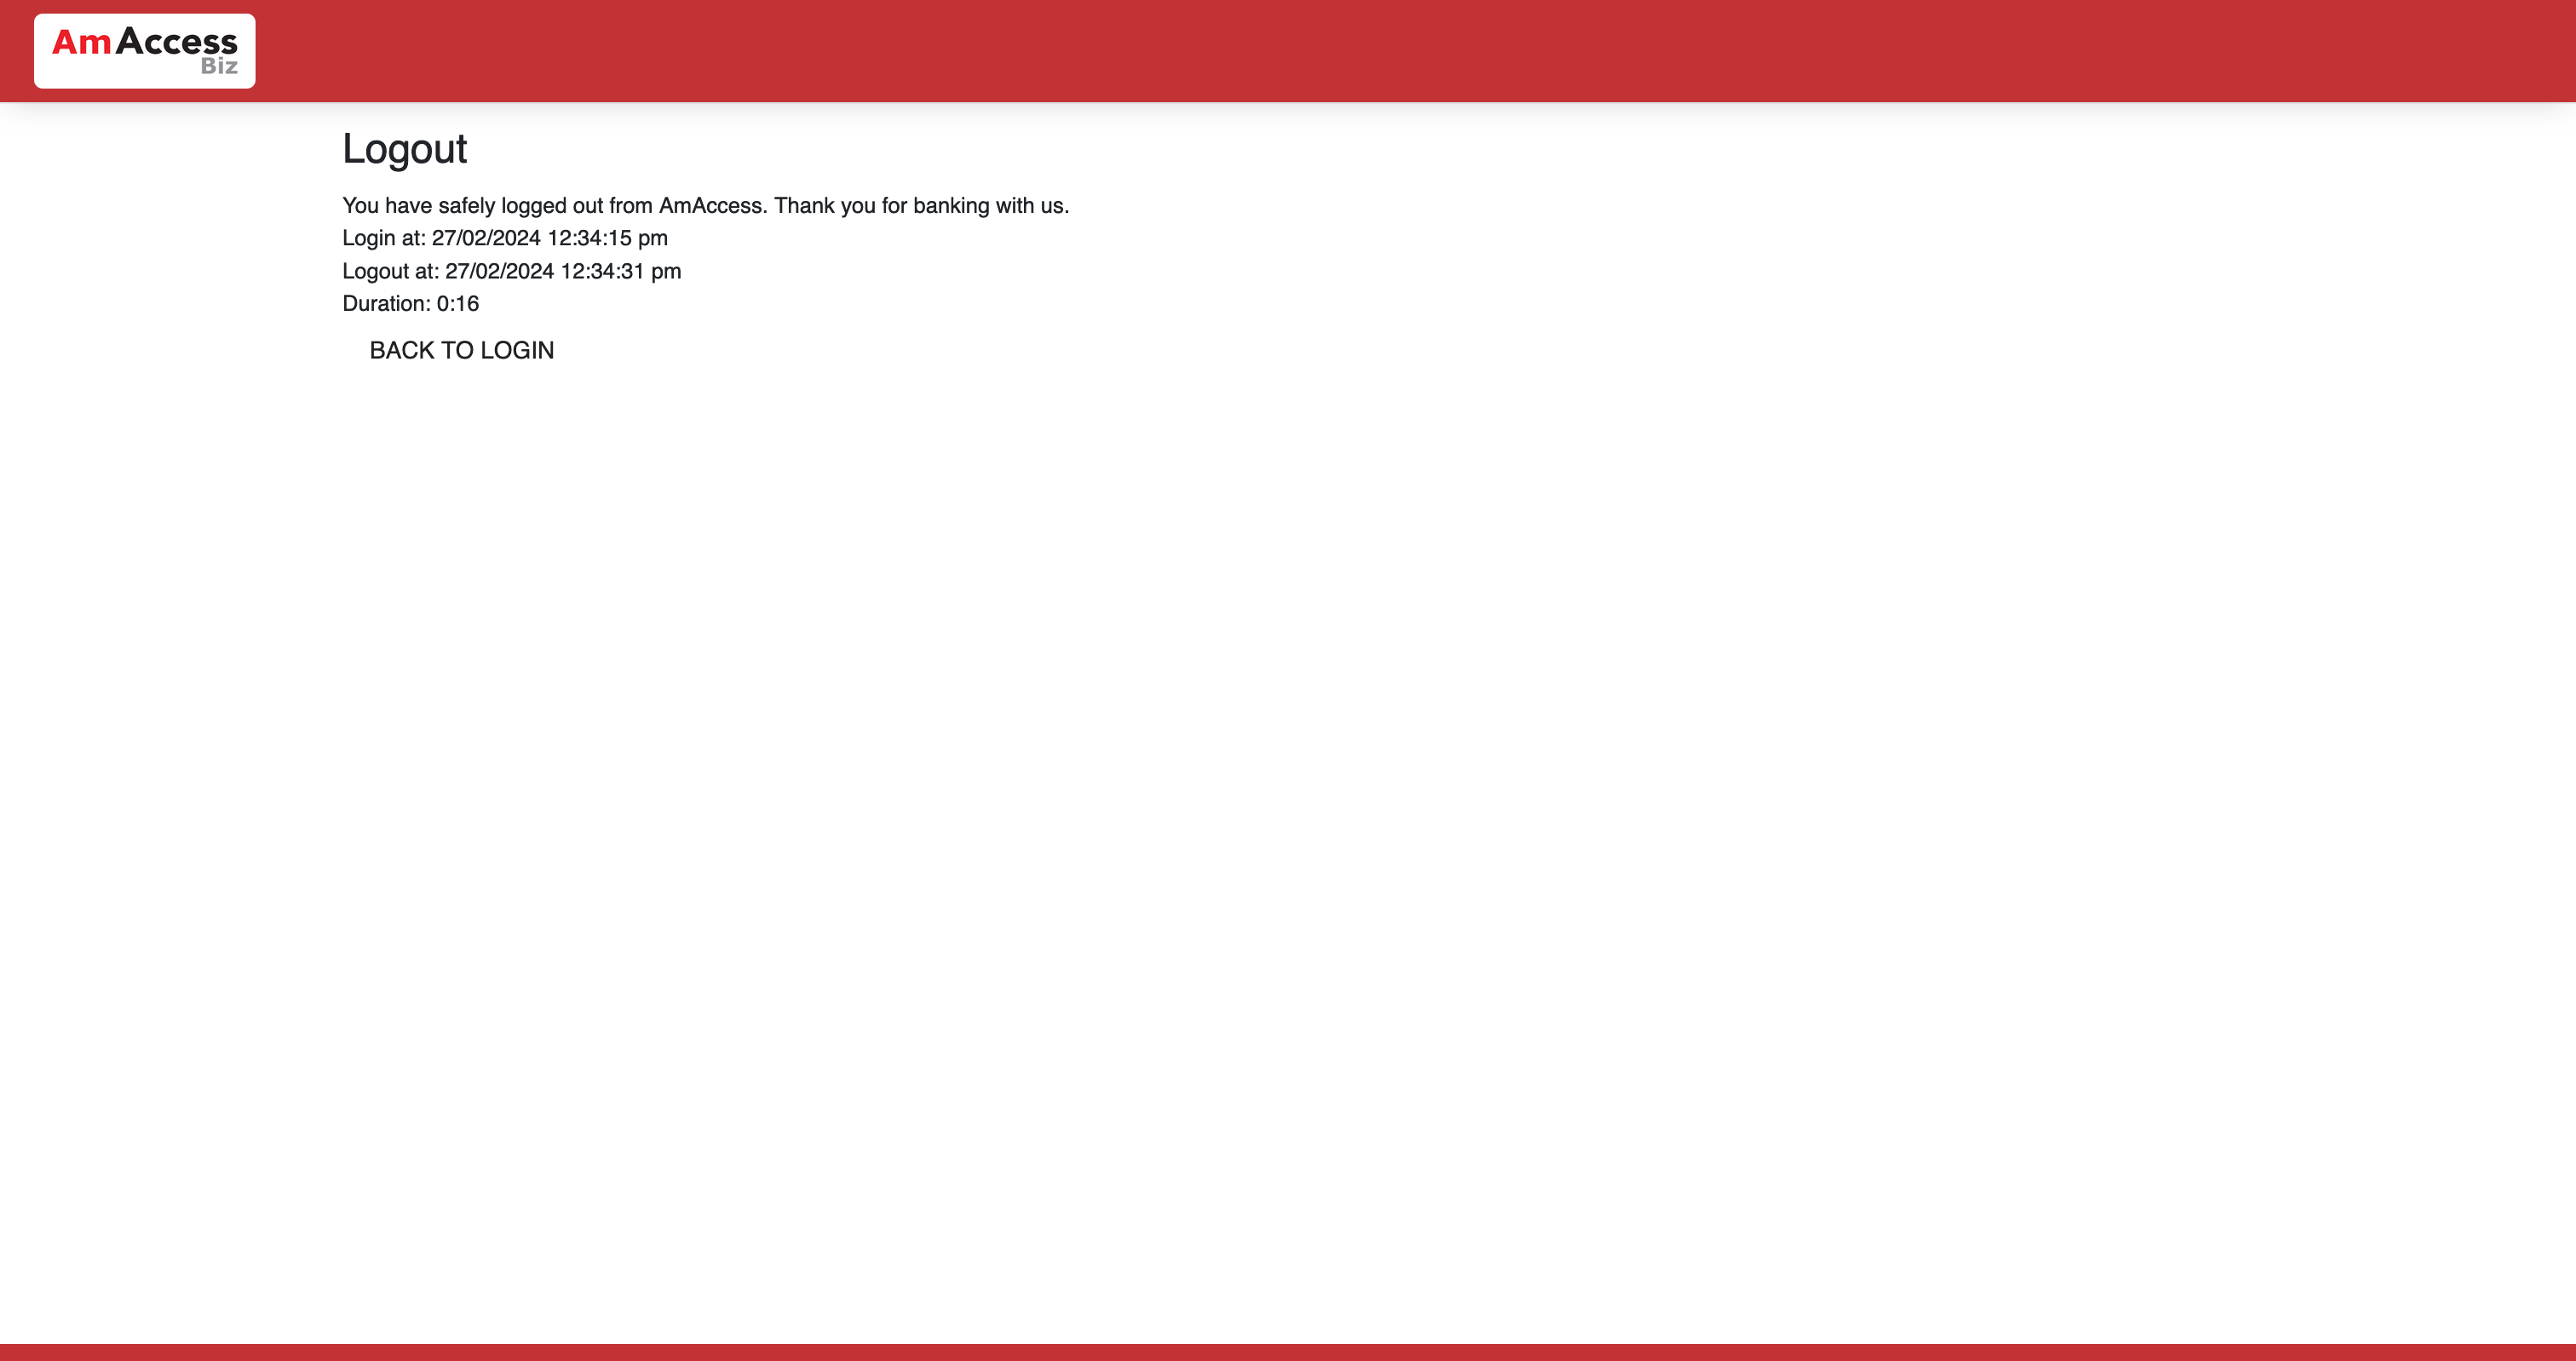 AmAccess
Biz
Logout
You have safely logged out from AmAccess. Thank you for banking with us.
Login at: 27/02/2024 12:34:15 pm
Logout at: 27/02/2024 12:34:31 pm
Duration: 0:16
BACK TO LOGIN